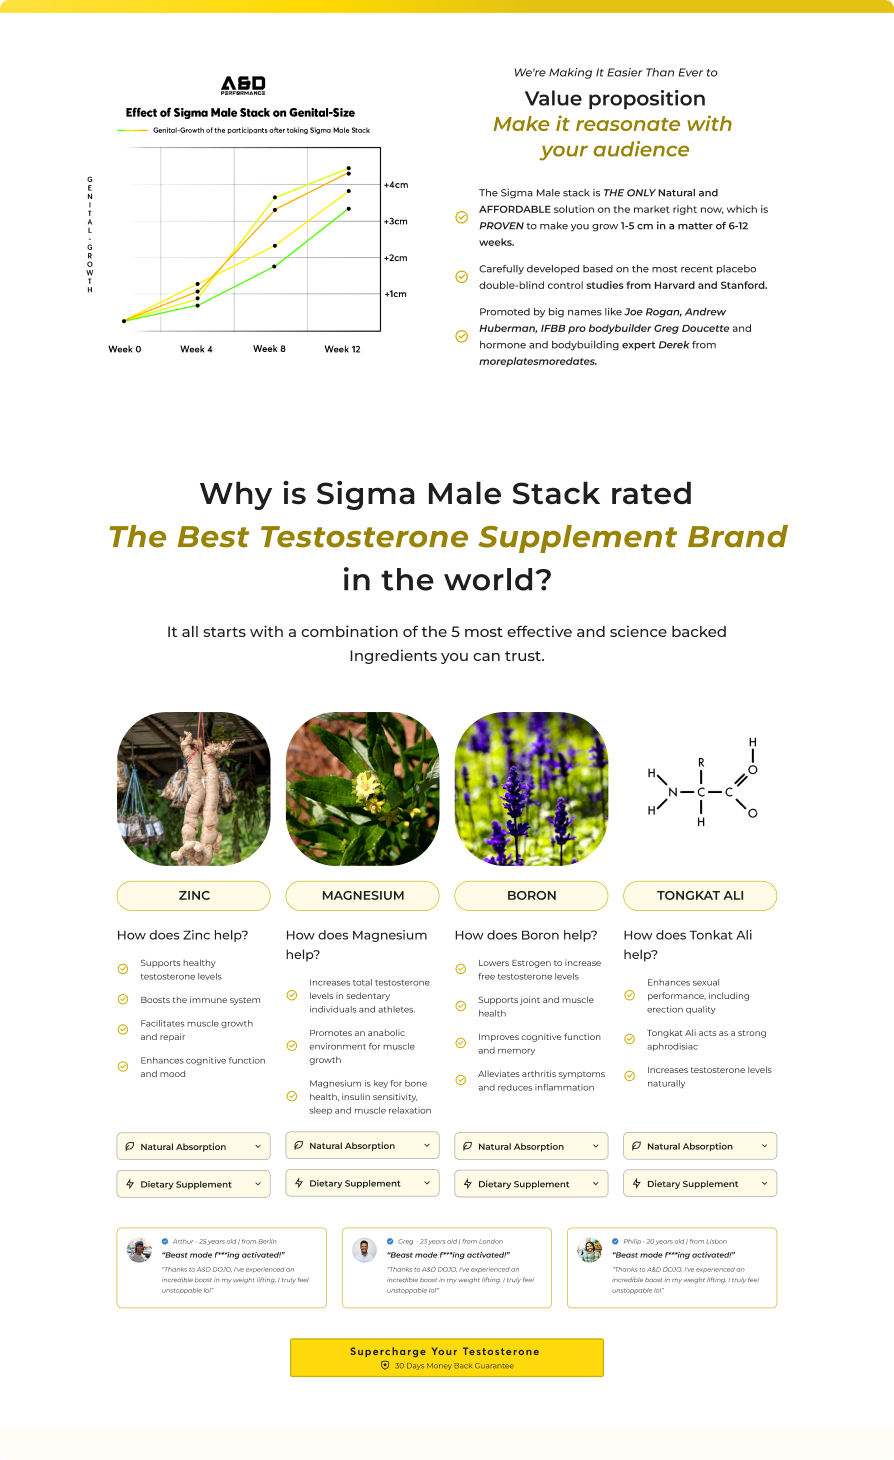 A&D
PERFORMANCE
Effect of Sigma Male Stack on Genital-Size
Genital-Growth of the participants after taking Sigma Male Stack
GENITAL-GROWTH
+4cm
+3cm
+2cm
+1cm
Week 0
Week 4
Week 8
Week 12
We're Making It Easier Than Ever to
Value proposition
Make it reasonate with
your audience
The Sigma Male stack is THE ONLY Natural and
AFFORDABLE solution on the market right now, which is
PROVEN to make you grow 1-5 cm in a matter of 6-12
weeks.
Carefully developed based on the most recent placebo
double-blind control studies from Harvard and Stanford.
Promoted by big names like Joe Rogan, Andrew
Huberman, IFBB pro bodybuilder Greg Doucette and
hormone and bodybuilding expert Derek from
moreplatesmoredates.
Why is Sigma Male Stack rated
The Best Testosterone Supplement Brand
in the world?
It all starts with a combination of the 5 most effective and science backed
Ingredients you can trust.
H
R
H
O
N
C
C
H
H
O
ZINC
How does Zinc help?
Supports healthy
testosterone levels
Boosts the immune system
Facilitates muscle growth
and repair
Enhances cognitive function
and mood
Natural Absorption
Dietary Supplement
MAGNESIUM
How does Magnesium
help?
Increases total testosterone
levels in sedentary
individuals and athletes.
Promotes an anabolic
environment for muscle
growth
Magnesium is key for bone
health, insulin sensitivity,
sleep and muscle relaxation
Natural Absorption
Dietary Supplement
BORON
How does Boron help?
Lowers Estrogen to increase
free testosterone levels
Supports joint and muscle
health
Improves cognitive function
and memory
Alleviates arthritis symptoms
and reduces inflammation
Natural Absorption
Dietary Supplement
TONGKAT ALI
How does Tonkat Ali
help?
Enhances sexual
performance, including
erection quality
Tongkat Ali acts as a strong
aphrodisiac
Increases testosterone levels
naturally
Natural Absorption
Dietary Supplement
Arthur - 25 years old | from Berlin
"Beast mode f***ing activated!"
"Thanks to A&D DOJO, I've experienced an
incredible boost in my weight lifting. I truly feel
unstoppable lol"
Greg - 23 years old | from London
"Beast mode f***ing activated!"
"Thanks to A&D DOJO, I've experienced an
incredible boost in my weight lifting. I truly feel
unstoppable lol"
Philip - 20 years old | from Lisbon
"Beast mode f***ing activated!"
"Thanks to A&D DOJO, I've experienced an
incredible boost in my weight lifting. I truly feel
unstoppable lol"
Supercharge Your Testosterone
30 Days Money Back Guarantee